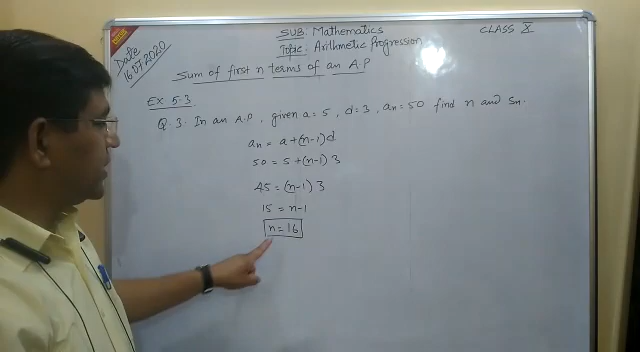 SUB. Mathematics
CLASS X
Topic. Arithmetic Progression
Date
16.07.2020
Sum of first n terms of an A.P
EX 5.3
Q.3. In an A.P, given a=5, d=3, an=50 find n and Sn.
an = a+(n-1)d
50 = 5+(n-1)3
45 = (n-1)3
15 = n-1
n=16